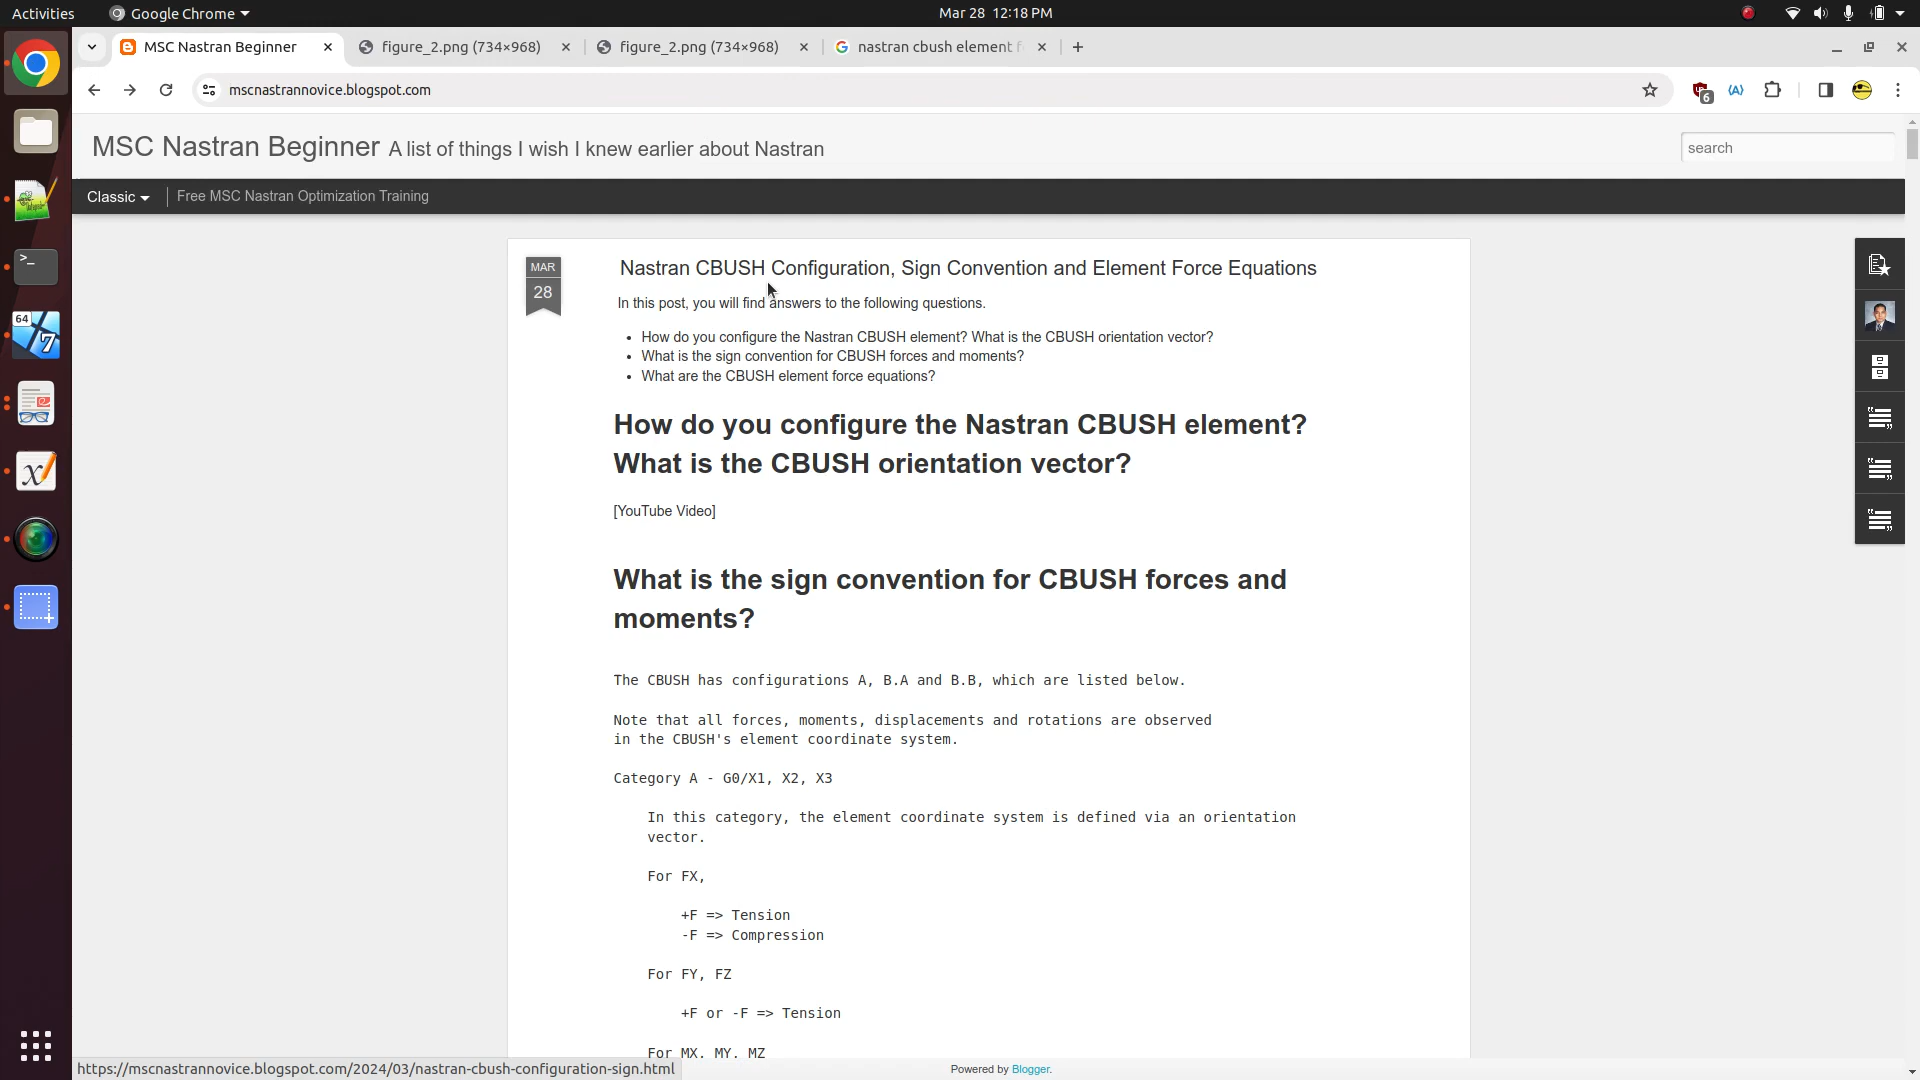 Activities Google Chrome Mar 28 12:18 PM
MSC Nastran Beginner figure_2.png (734×968) figure_2.png (734×968) nastran cbush element f
mscnastrannovice.blogspot.com 6
MSC Nastran Beginner A list of things I wish I knew earlier about Nastran search
Classic Free MSC Nastran Optimization Training
64
7
MAR
28
Nastran CBUSH Configuration, Sign Convention and Element Force Equations
In this post, you will find answers to the following questions.
• How do you configure the Nastran CBUSH element? What is the CBUSH orientation vector?
• What is the sign convention for CBUSH forces and moments?
• What are the CBUSH element force equations?
How do you configure the Nastran CBUSH element?
What is the CBUSH orientation vector?
[YouTube Video]
What is the sign convention for CBUSH forces and
moments?
The CBUSH has configurations A, B.A and B.B, which are listed below.
Note that all forces, moments, displacements and rotations are observed
in the CBUSH's element coordinate system.
Category A - G0/X1, X2, X3
In this category, the element coordinate system is defined via an orientation
vector.
For FX,
+F => Tension
-F => Compression
For FY, FZ
+F or -F => Tension
For MX, MY, MZ
https://mscnastrannovice.blogspot.com/2024/03/nastran-cbush-configuration-sign.html
Powered by Blogger.